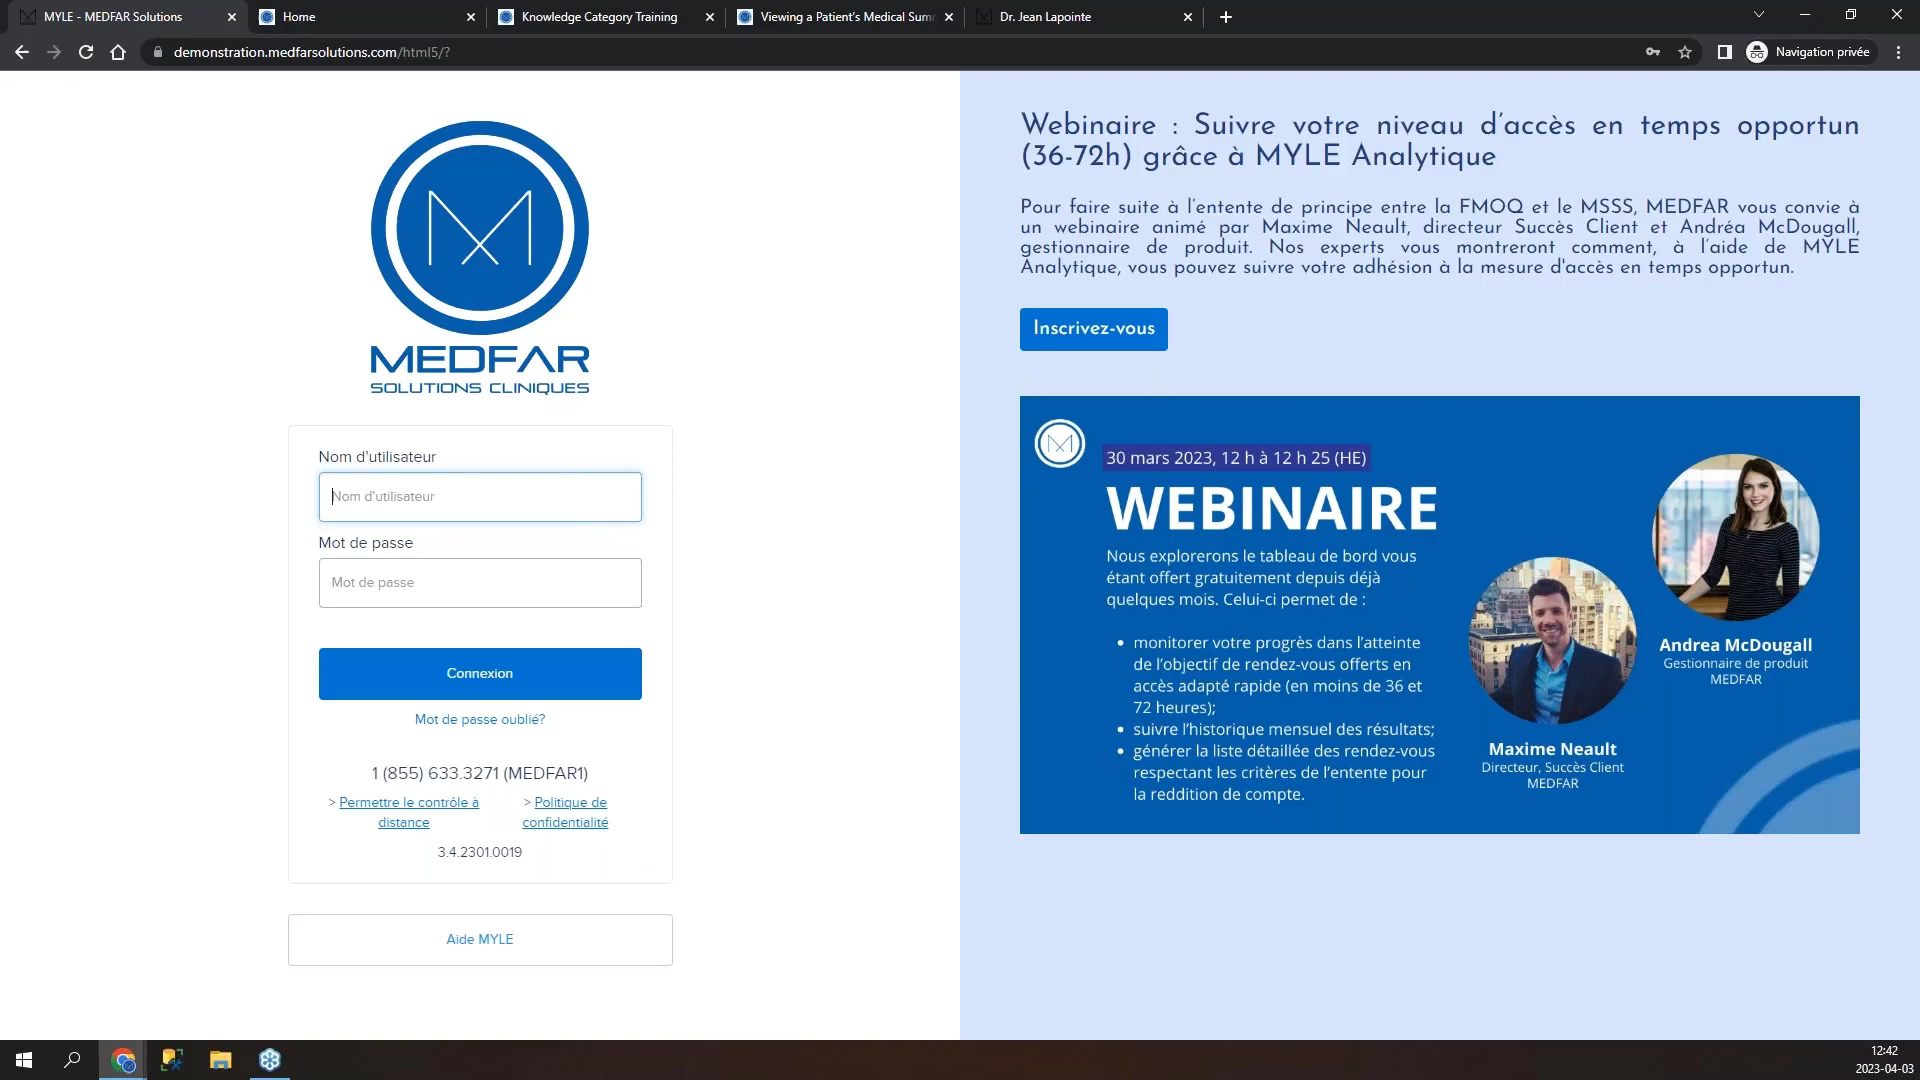 MYLE - MEDFAR Solutions
Home
Knowledge Category Training
Viewing a Patient's Medical Sum
Dr. Jean Lapointe
demonstration.medfarsolutions.com/html5/?
Navigation privée
MEDFAR
SOLUTIONS CLINIQUES
Nom d'utilisateur
Nom d'utilisateur
Mot de passe
Mot de passe
Connexion
Mot de passe oublié?
1 (855) 633.3271 (MEDFAR1)
> Permettre le contrôle à
distance
> Politique de
confidentialité
3.4.2301.0019
Aide MYLE
Webinaire : Suivre votre niveau d’accès en temps opportun
(36-72h) grâce à MYLE Analytique
Pour faire suite à l’entente de principe entre la FMOQ et le MSSS, MEDFAR vous convie à
un webinaire animé par Maxime Neault, directeur Succès Client et Andréa McDougall,
gestionnaire de produit. Nos experts vous montreront comment, à l’aide de MYLE
Analytique, vous pouvez suivre votre adhésion à la mesure d'accès en temps opportun.
Inscrivez-vous
30 mars 2023, 12 h à 12 h 25 (HE)
WEBINAIRE
Nous explorerons le tableau de bord vous
étant offert gratuitement depuis déjà
quelques mois. Celui-ci permet de :
• monitorer votre progrès dans l’atteinte
de l’objectif de rendez-vous offerts en
accès adapté rapide (en moins de 36 et
72 heures);
• suivre l’historique mensuel des résultats;
• générer la liste détaillée des rendez-vous
respectant les critères de l’entente pour
la reddition de compte.
Maxime Neault
Directeur, Succès Client
MEDFAR
Andrea McDougall
Gestionnaire de produit
MEDFAR
12:42
2023-04-03